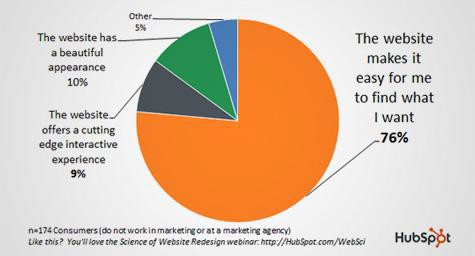 Other
5%
The website has
a beautiful
appearance
10%
The website
offers a cutting
edge interactive
experience
9%
The website
makes it
easy for me
to find what
I want
76%
n=174 Consumers (do not work in marketing or at a marketing agency)
Like this? You'll love the Science of Website Redesign webinar: http://HubSpot.com/WebSci
HubSpot